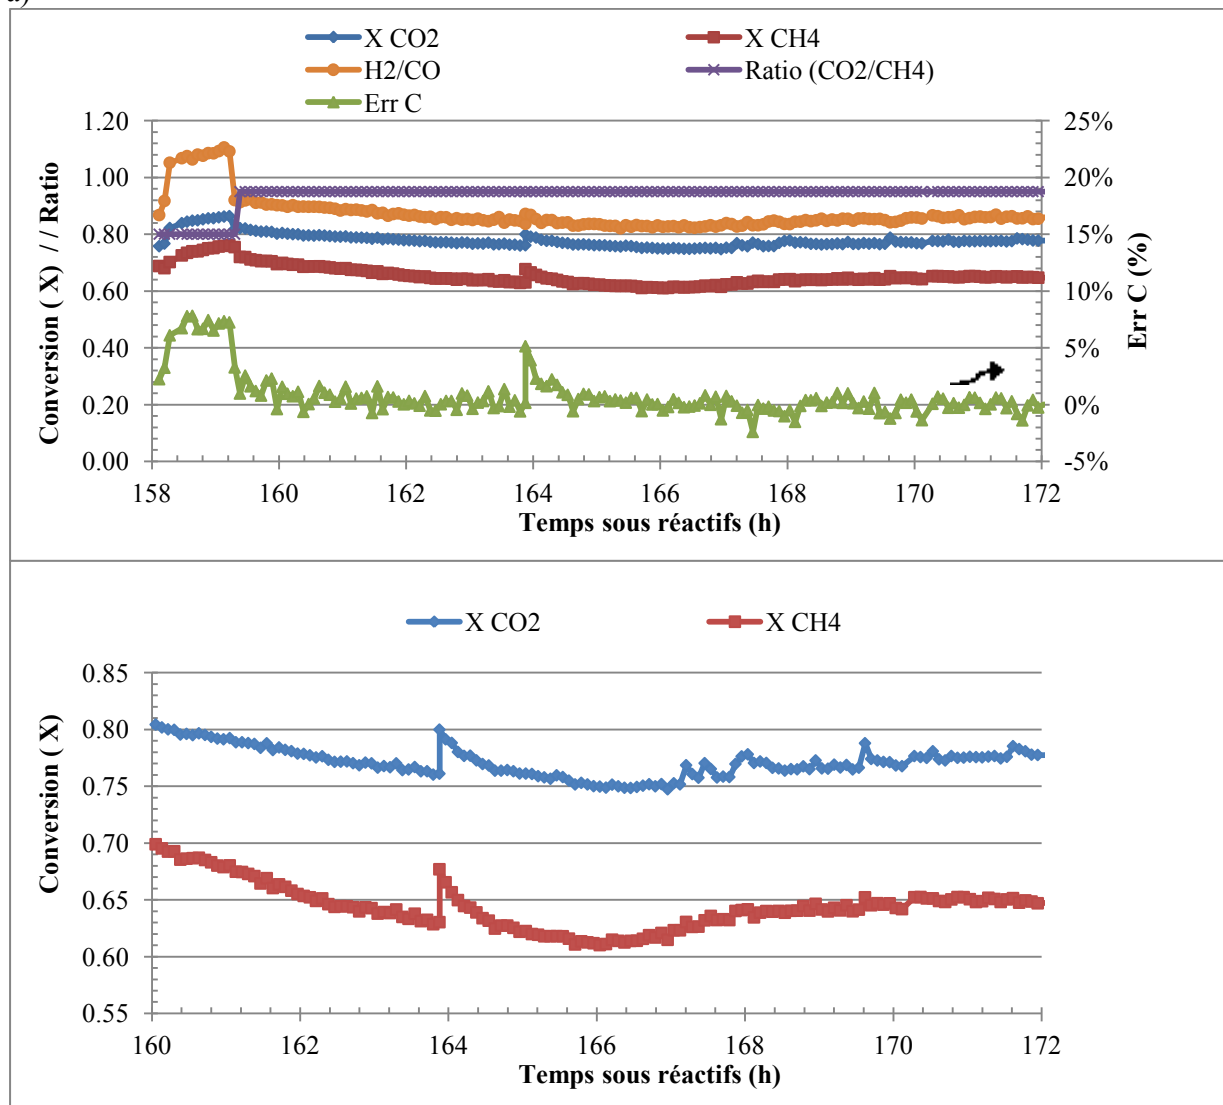 a)
X CO2 X CH4
H2/CO Ratio (CO2/CH4)
Err C
1.20
1.00
0.80
0.60
0.40
0.20
0.00
Conversion ( X) / / Ratio
25%
20%
15%
10%
5%
0%
-5%
Err C (%)
158 160 162 164 166 168 170 172
Temps sous réactifs (h)
X CO2 X CH4
0.85
0.80
0.75
0.70
0.65
0.60
0.55
Conversion ( X)
160 162 164 166 168 170 172
Temps sous réactifs (h)